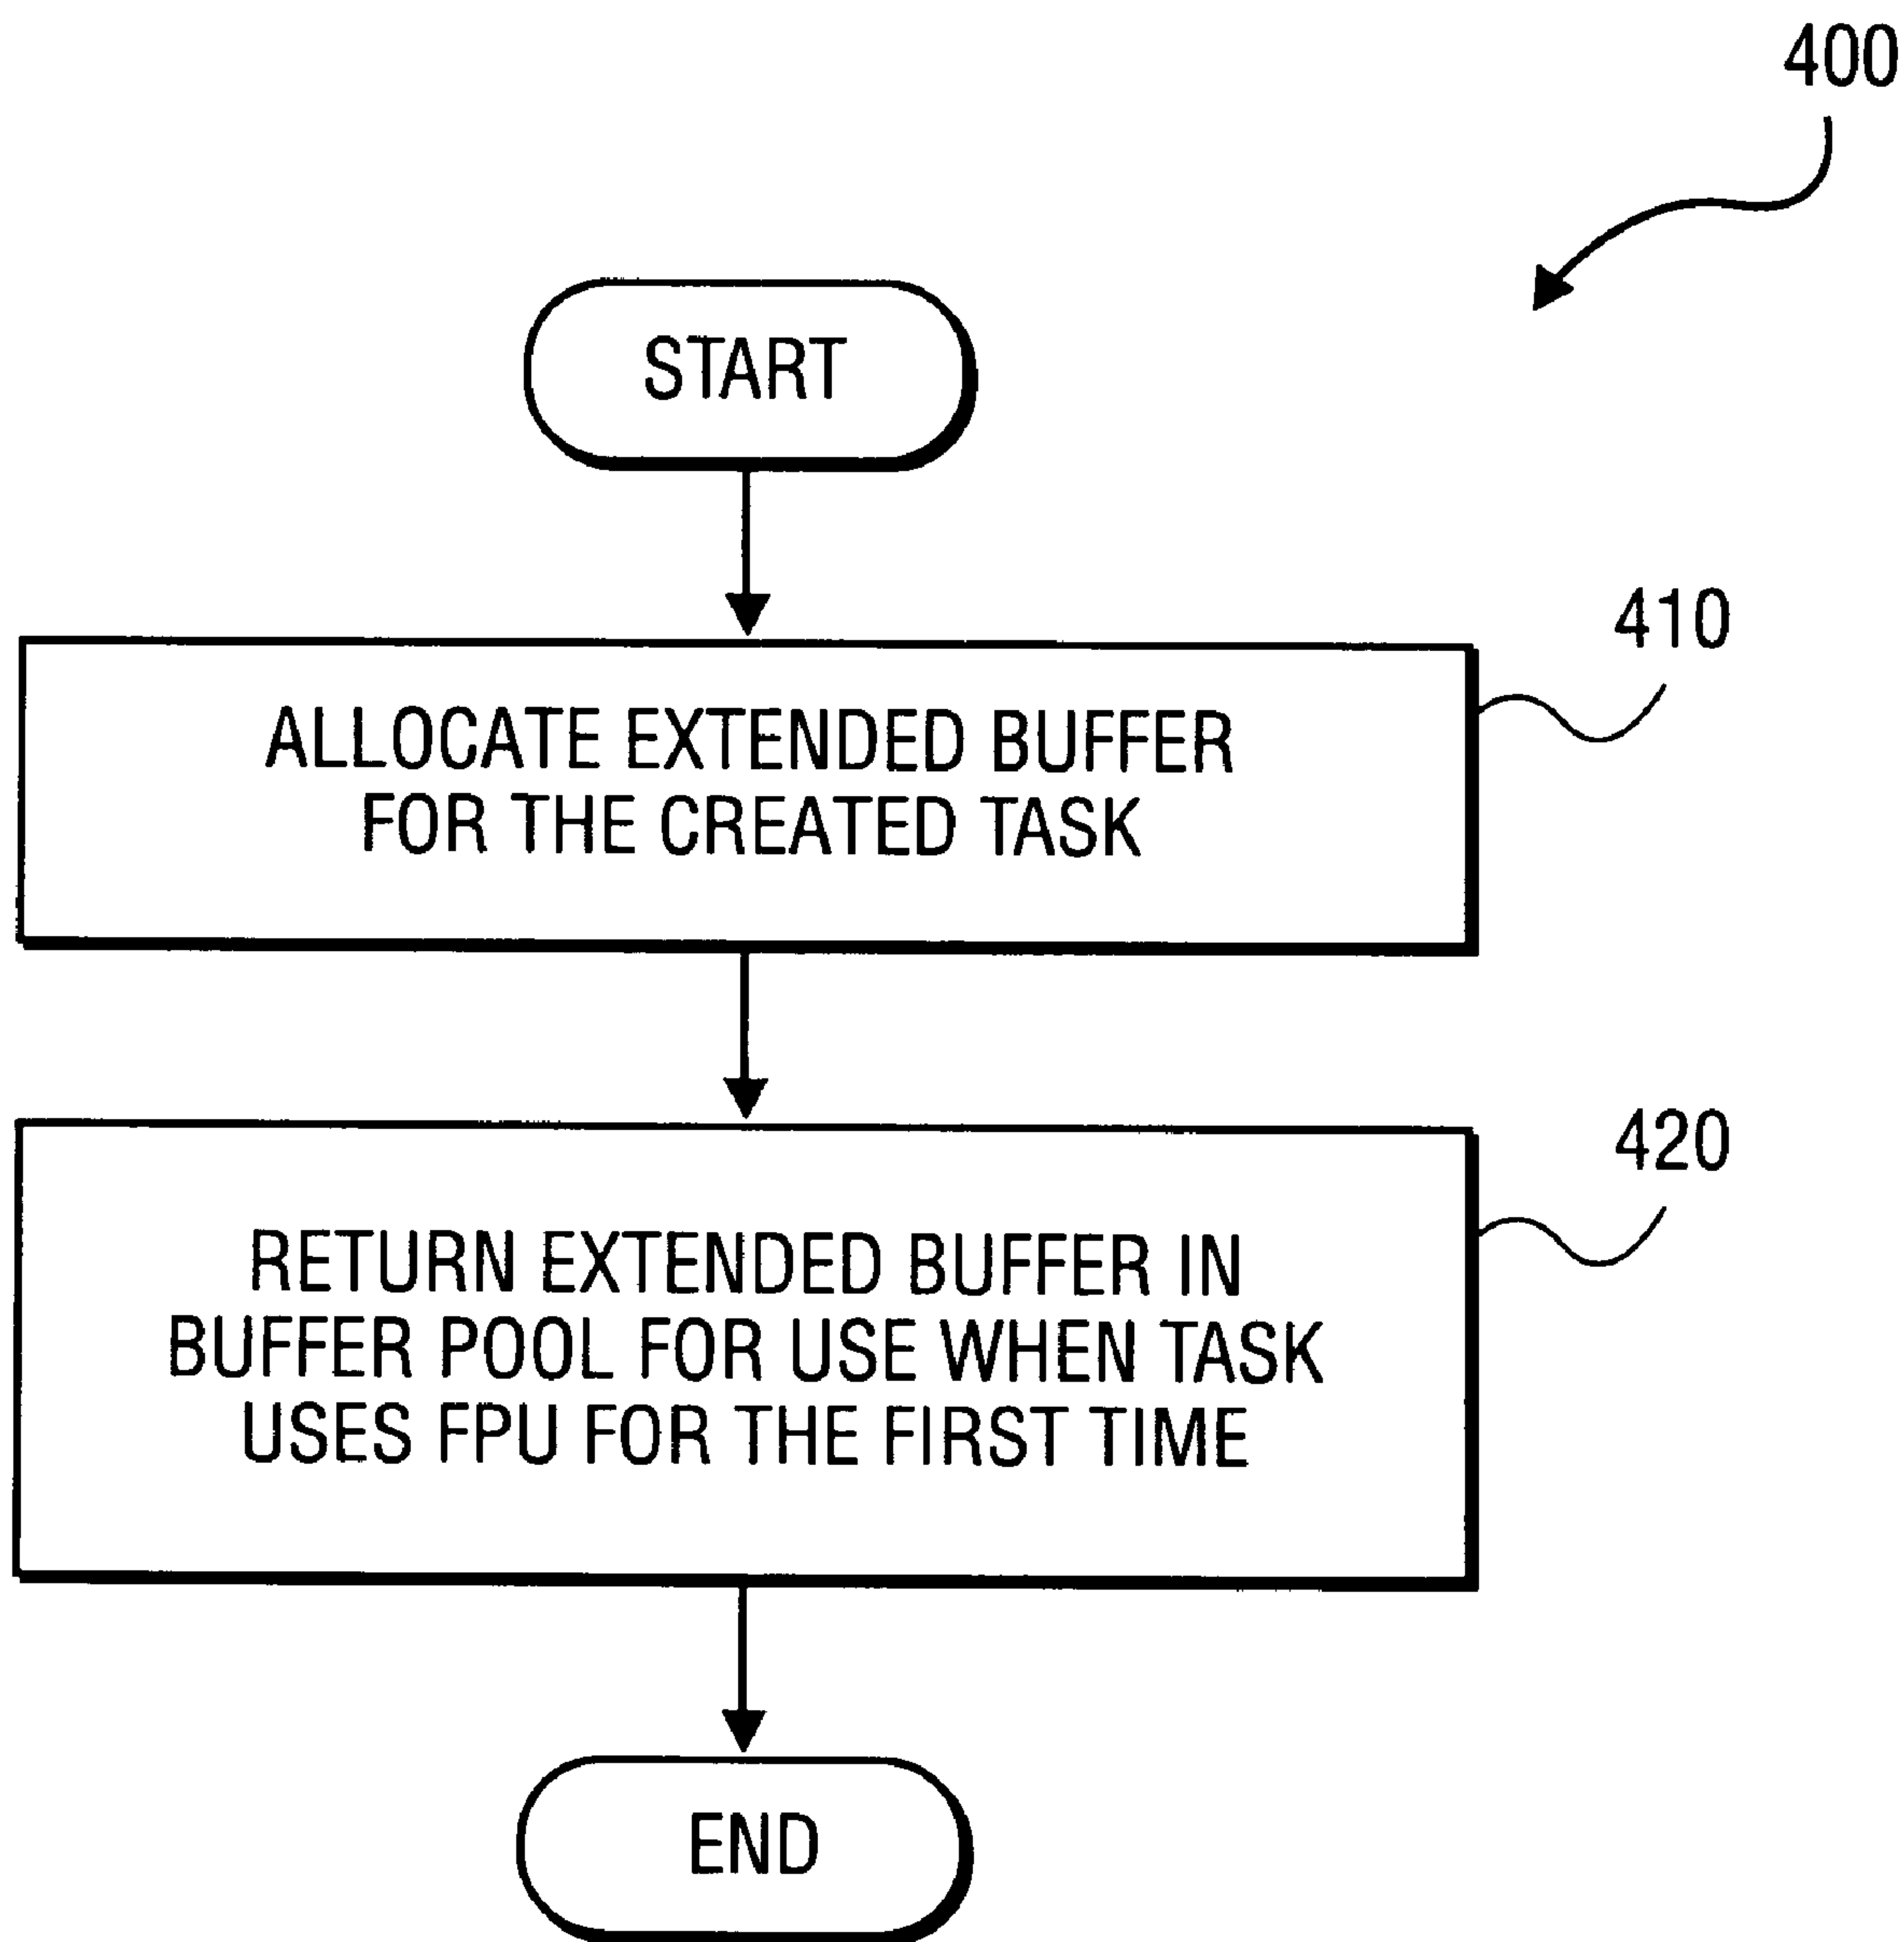 400
START
410
ALLOCATE EXTENDED BUFFER
FOR THE CREATED TASK
420
RETURN EXTENDED BUFFER IN
BUFFER POOL FOR USE WHEN TASK
USES FPU FOR THE FIRST TIME
END